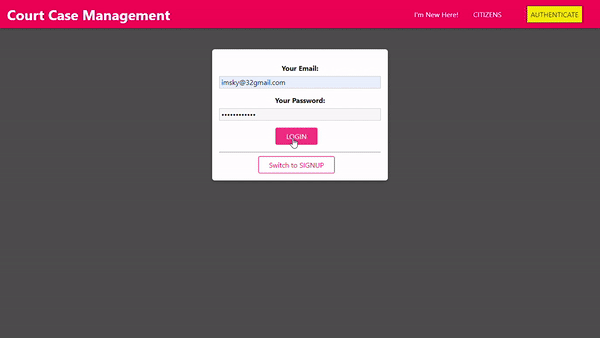 Court Case Management
I'm New Here!
CITIZENS
AUTHENTICATE
Your Email:
imsky@32gmail.com
Your Password:
••••••••••••
LOGIN
Switch to SIGNUP